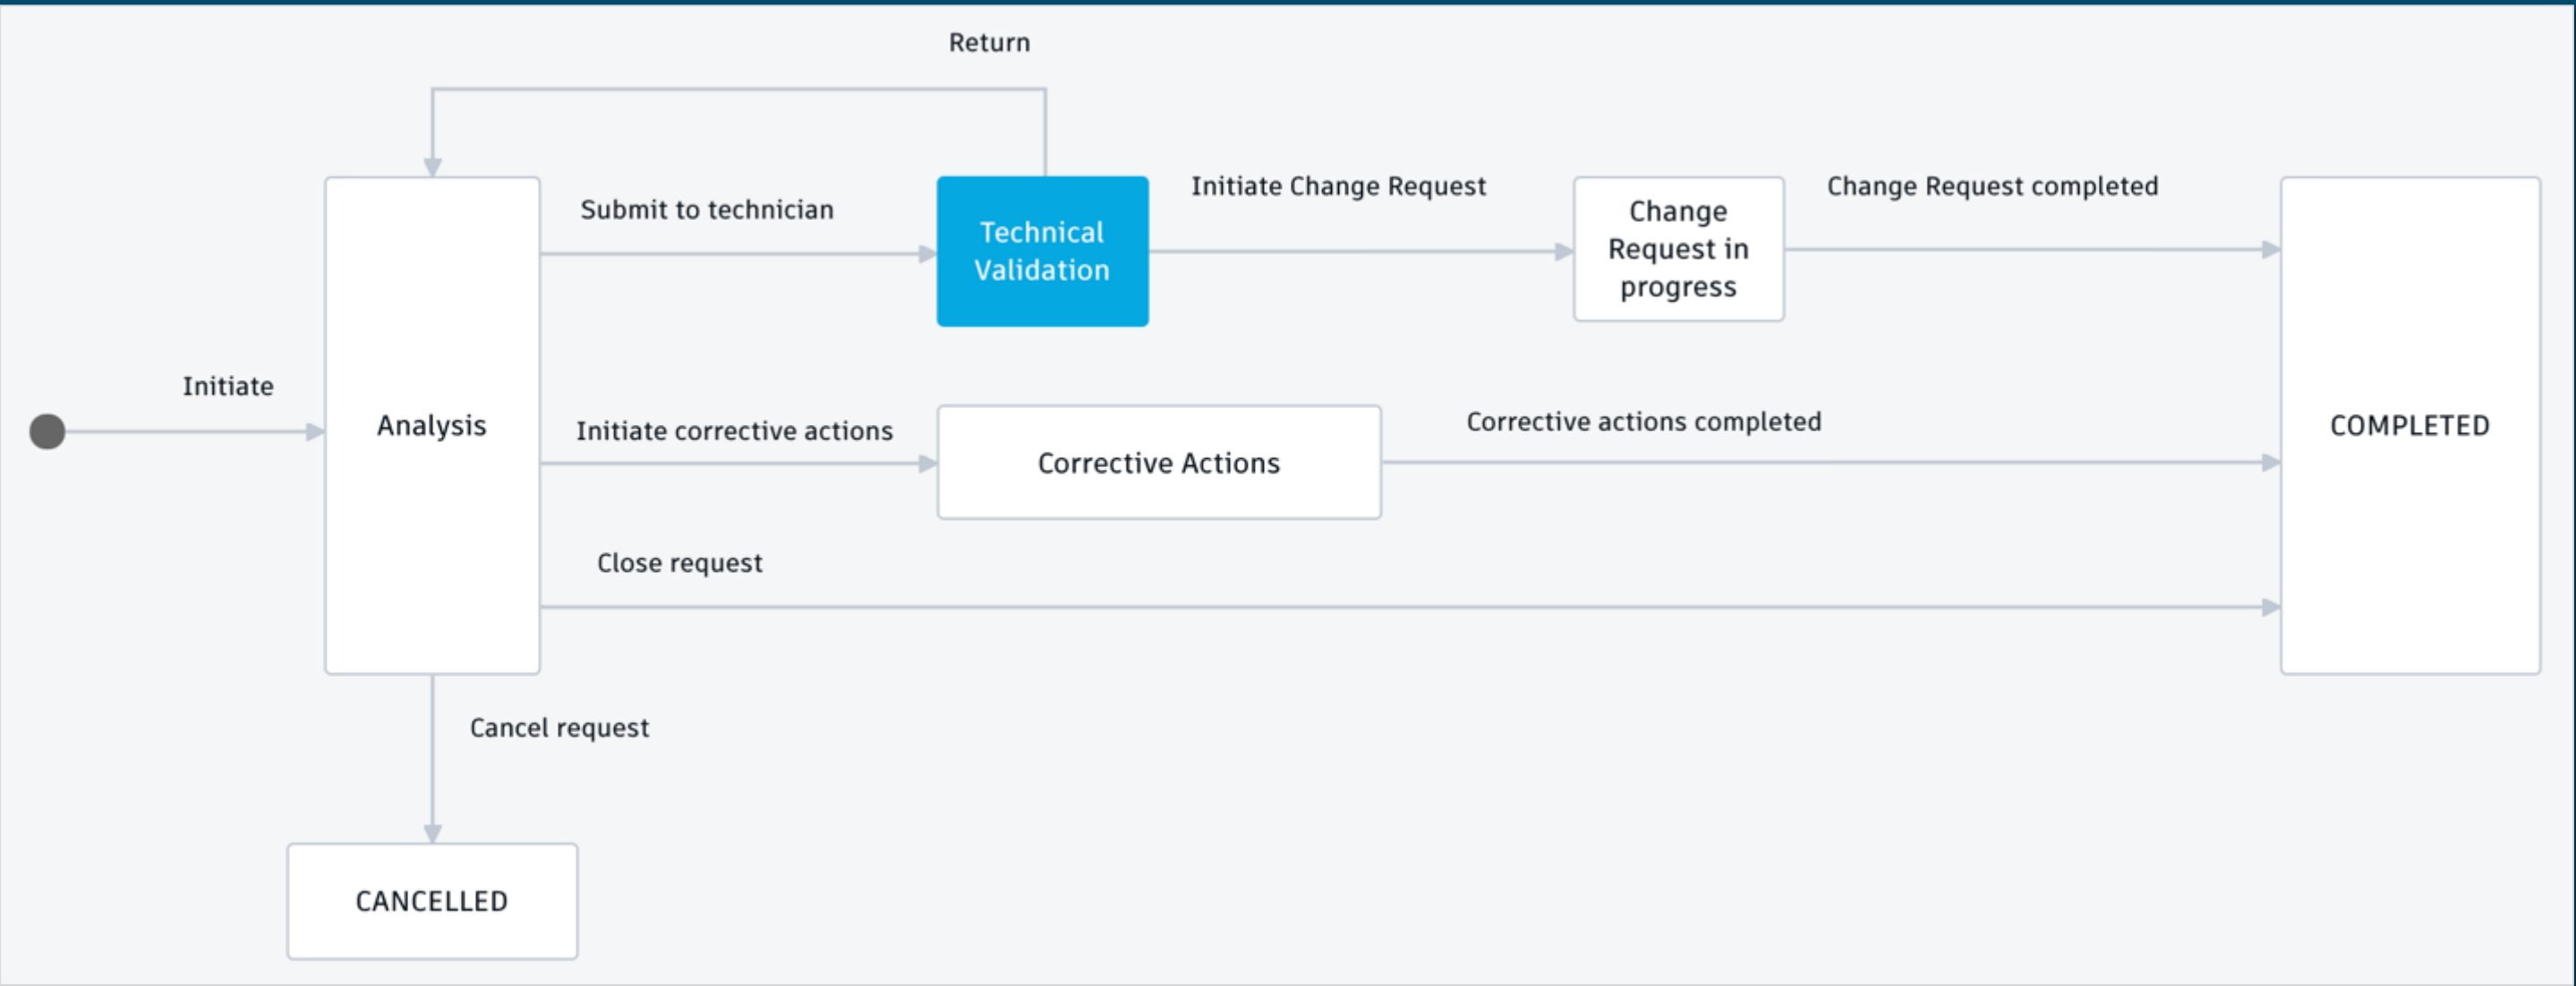 Return
Submit to technician
Technical
Validation
Initiate Change Request
Change
Request in
progress
Change Request completed
Initiate
Analysis
Initiate corrective actions
Corrective Actions
Corrective actions completed
COMPLETED
Close request
Cancel request
CANCELLED